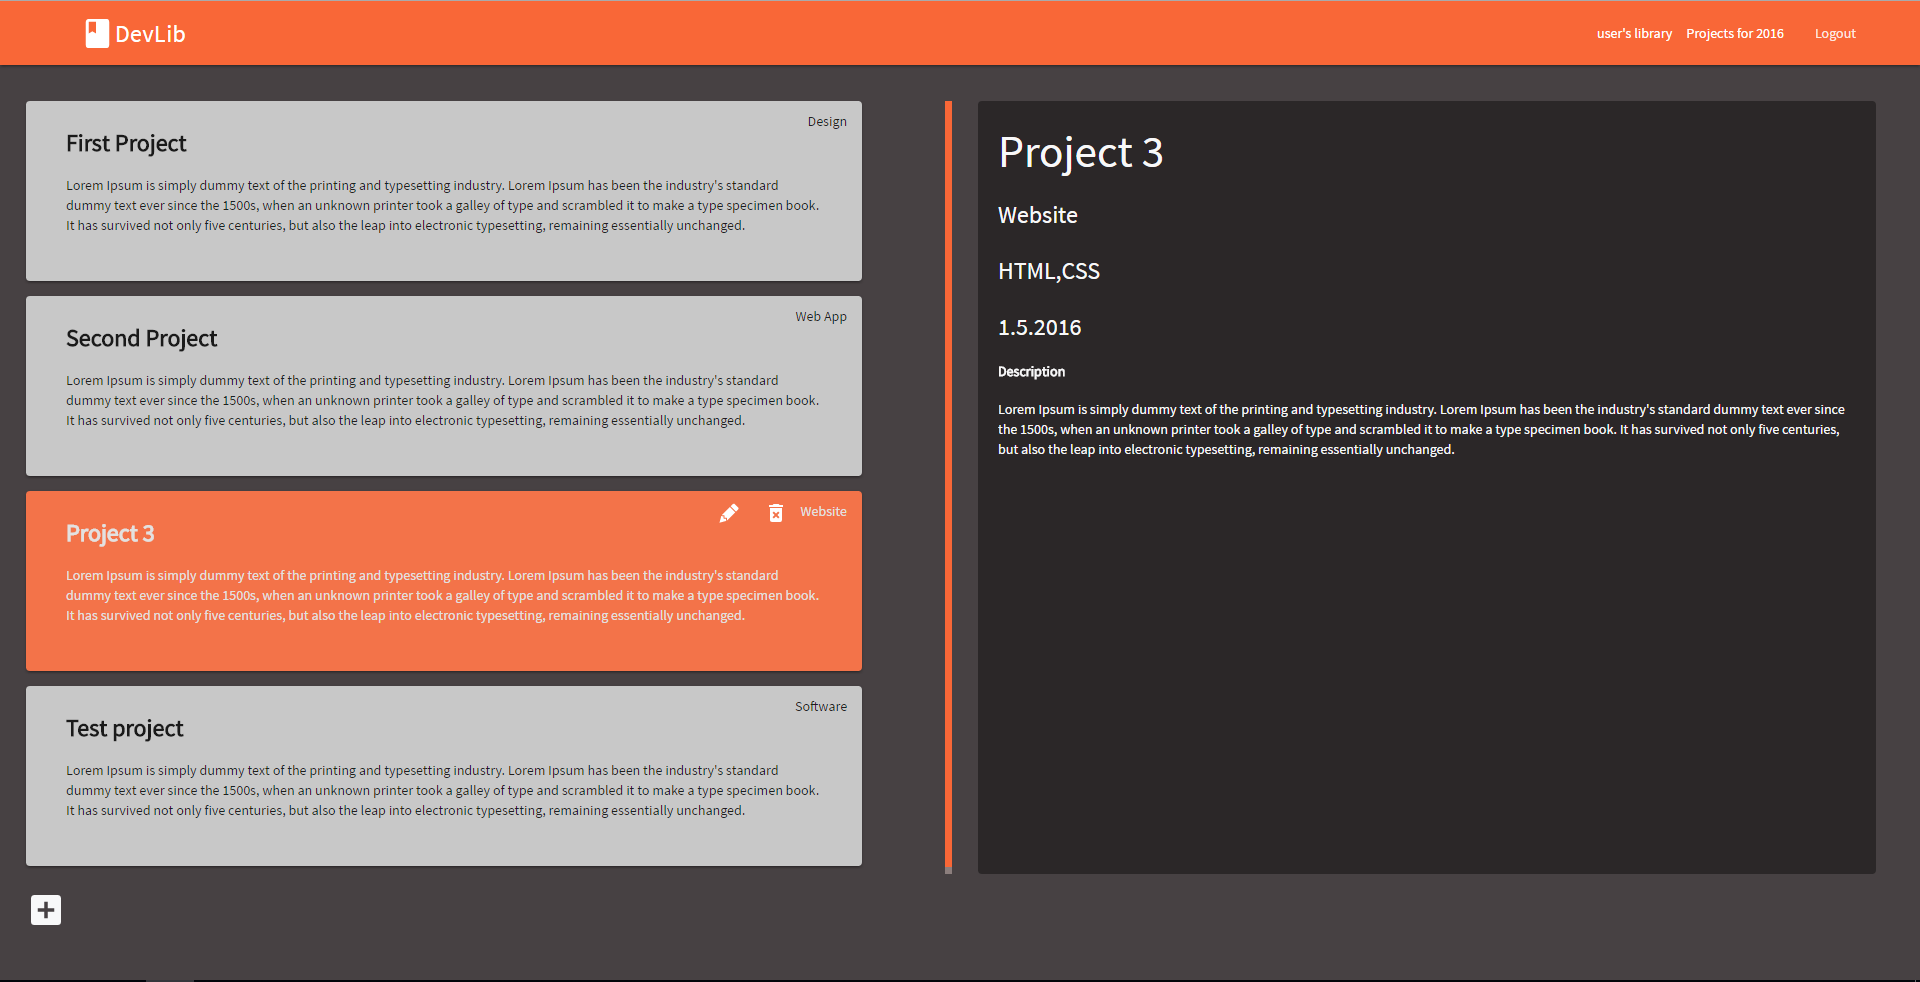 DevLib
user's library
Projects for 2016
Logout
Design
First Project
Lorem Ipsum is simply dummy text of the printing and typesetting industry. Lorem Ipsum has been the industry's standard
dummy text ever since the 1500s, when an unknown printer took a galley of type and scrambled it to make a type specimen book.
It has survived not only five centuries, but also the leap into electronic typesetting, remaining essentially unchanged.
Web App
Second Project
Lorem Ipsum is simply dummy text of the printing and typesetting industry. Lorem Ipsum has been the industry's standard
dummy text ever since the 1500s, when an unknown printer took a galley of type and scrambled it to make a type specimen book.
It has survived not only five centuries, but also the leap into electronic typesetting, remaining essentially unchanged.
Website
Project 3
Lorem Ipsum is simply dummy text of the printing and typesetting industry. Lorem Ipsum has been the industry's standard
dummy text ever since the 1500s, when an unknown printer took a galley of type and scrambled it to make a type specimen book.
It has survived not only five centuries, but also the leap into electronic typesetting, remaining essentially unchanged.
Software
Test project
Lorem Ipsum is simply dummy text of the printing and typesetting industry. Lorem Ipsum has been the industry's standard
dummy text ever since the 1500s, when an unknown printer took a galley of type and scrambled it to make a type specimen book.
It has survived not only five centuries, but also the leap into electronic typesetting, remaining essentially unchanged.
Project 3
Website
HTML,CSS
1.5.2016
Description
Lorem Ipsum is simply dummy text of the printing and typesetting industry. Lorem Ipsum has been the industry's standard dummy text ever since
the 1500s, when an unknown printer took a galley of type and scrambled it to make a type specimen book. It has survived not only five centuries,
but also the leap into electronic typesetting, remaining essentially unchanged.